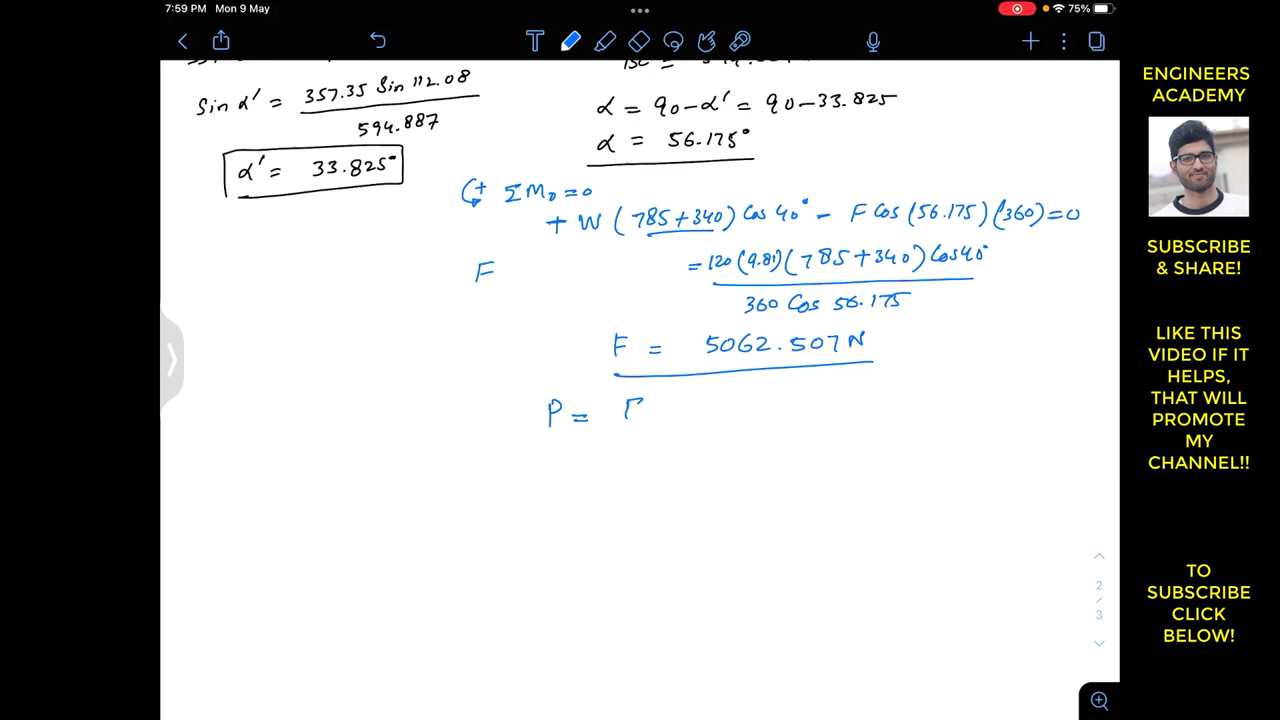 7:59 PM Mon 9 May
75%
Sin α' = 357.35 Sin 112.08
594.887
α' = 33.825°
α = 90-α' = 90-33.825
α = 56.175°
+ ΣM₀ = 0
+ W (785+340) Cos 40° - F Cos (56.175) (360) = 0
F = 120 (9.81) (785+340) Cos 40°
360 Cos 56.175
F = 5062.507 N
P =
2
3
ENGINEERS
ACADEMY
SUBSCRIBE
& SHARE!
LIKE THIS
VIDEO IF IT
HELPS,
THAT WILL
PROMOTE
MY
CHANNEL!!
TO
SUBSCRIBE
CLICK
BELOW!